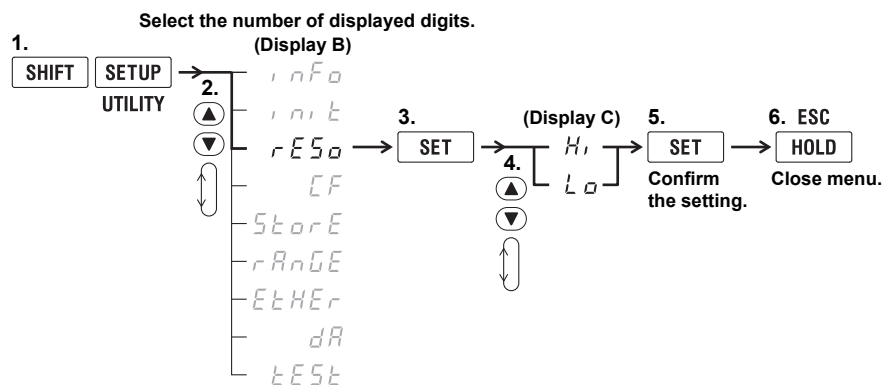 Select the number of displayed digits.
1.
(Display B)
SHIFT SETUP
UTILITY
2.
inFo
init
rESo
CF
StorE
rAnGE
EtHEr
dA
tESt
3.
SET
(Display C)
4.
Hi
Lo
5.
SET
Confirm
the setting.
6. ESC
HOLD
Close menu.